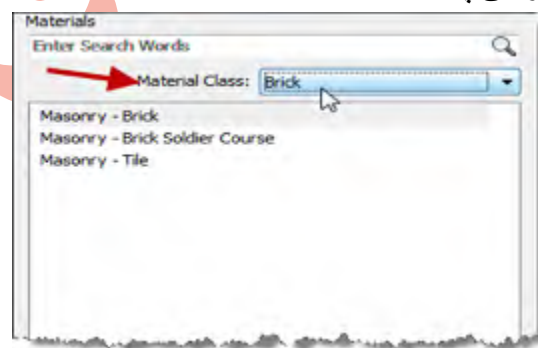 Materials
Enter Search Words
Material Class: Brick
Masonry - Brick
Masonry - Brick Soldier Course
Masonry - Tile